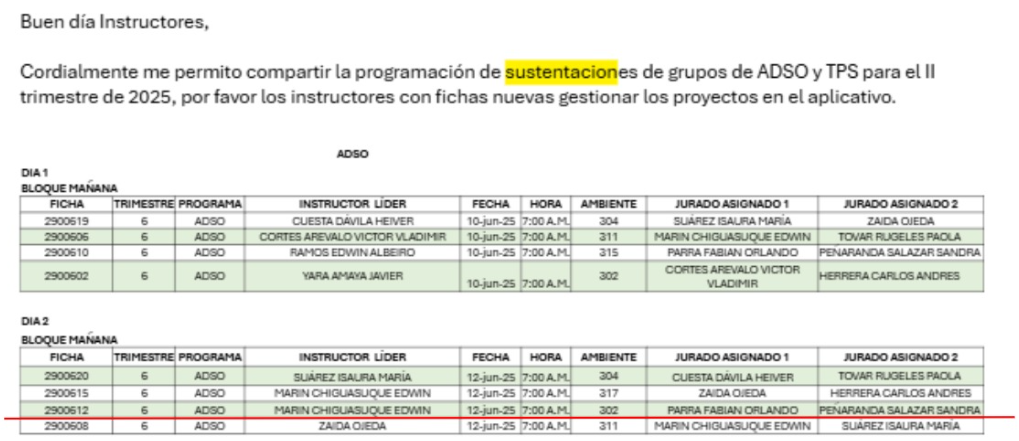 Buen día Instructores,
Cordialmente me permito compartir la programación de sustentaciones de grupos de ADSO y TPS para el II
trimestre de 2025, por favor los instructores con fichas nuevas gestionar los proyectos en el aplicativo.
ADSO
DIA 1
BLOQUE MAÑANA
FICHA TRIMESTRE PROGRAMA INSTRUCTOR LÍDER FECHA HORA AMBIENTE JURADO ASIGNADO 1 JURADO ASIGNADO 2
2900619 6 ADSO CUESTA DÁVILA HEIVER 10-jun-25 7:00 A.M. 304 SUÁREZ ISAURA MARÍA ZAIDA OJEDA
2900606 6 ADSO CORTES AREVALO VICTOR VLADIMIR 10-jun-25 7:00 A.M. 311 MARIN CHIGUASUQUE EDWIN TOVAR RUGELES PAOLA
2900610 6 ADSO RAMOS EDWIN ALBEIRO 10-jun-25 7:00 A.M. 315 PARRA FABIAN ORLANDO PEÑARANDA SALAZAR SANDRA
2900602 6 ADSO YARA AMAYA JAVIER 10-jun-25 7:00 A.M. 302 CORTES AREVALO VICTOR VLADIMIR HERRERA CARLOS ANDRES
DIA 2
BLOQUE MAÑANA
FICHA TRIMESTRE PROGRAMA INSTRUCTOR LÍDER FECHA HORA AMBIENTE JURADO ASIGNADO 1 JURADO ASIGNADO 2
2900620 6 ADSO SUÁREZ ISAURA MARÍA 12-jun-25 7:00 A.M. 304 CUESTA DÁVILA HEIVER TOVAR RUGELES PAOLA
2900615 6 ADSO MARIN CHIGUASUQUE EDWIN 12-jun-25 7:00 A.M. 317 ZAIDA OJEDA HERRERA CARLOS ANDRES
2900612 6 ADSO MARIN CHIGUASUQUE EDWIN 12-jun-25 7:00 A.M. 302 PARRA FABIAN ORLANDO PEÑARANDA SALAZAR SANDRA
2900608 6 ADSO ZAIDA OJEDA 12-jun-25 7:00 A.M. 311 MARIN CHIGUASUQUE EDWIN SUÁREZ ISAURA MARÍA